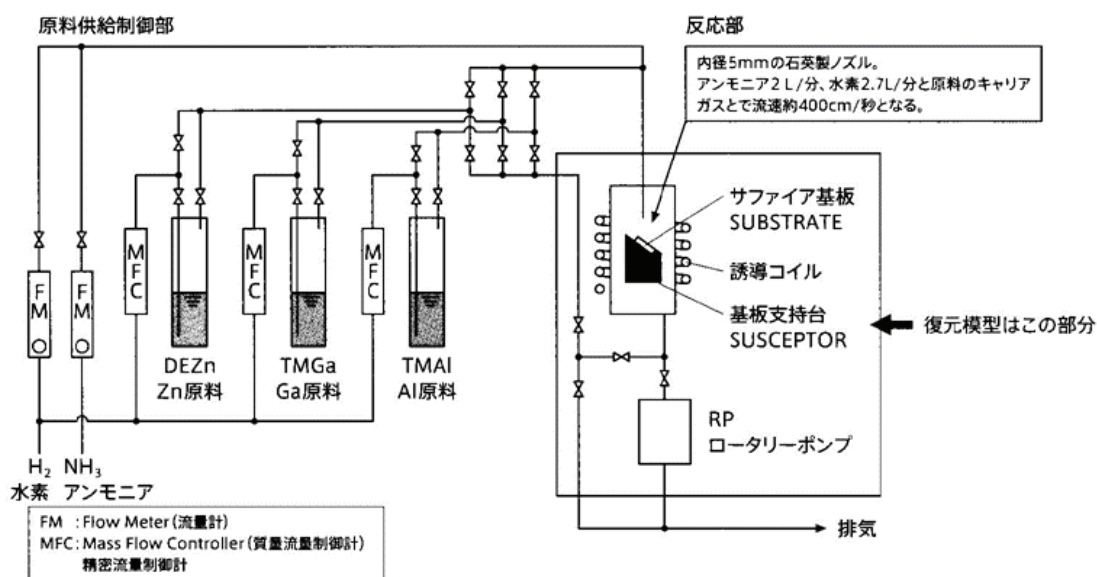 原料供給制御部
反応部
内径5mmの石英製ノズル。
アンモニア2 L/分、水素2.7L/分と原料のキャリア
ガスとで流速約400cm/秒となる。
サファイア基板
SUBSTRATE
誘導コイル
基板支持台
SUSCEPTOR
復元模型はこの部分
MFC
MFC
MFC
FM
FM
DEZn
Zn原料
TMGa
Ga原料
TMAl
Al原料
RP
ロータリーポンプ
H₂ NH₃
水素 アンモニア
排気
FM : Flow Meter(流量計)
MFC: Mass Flow Controller(質量流量制御計)
精密流量制御計